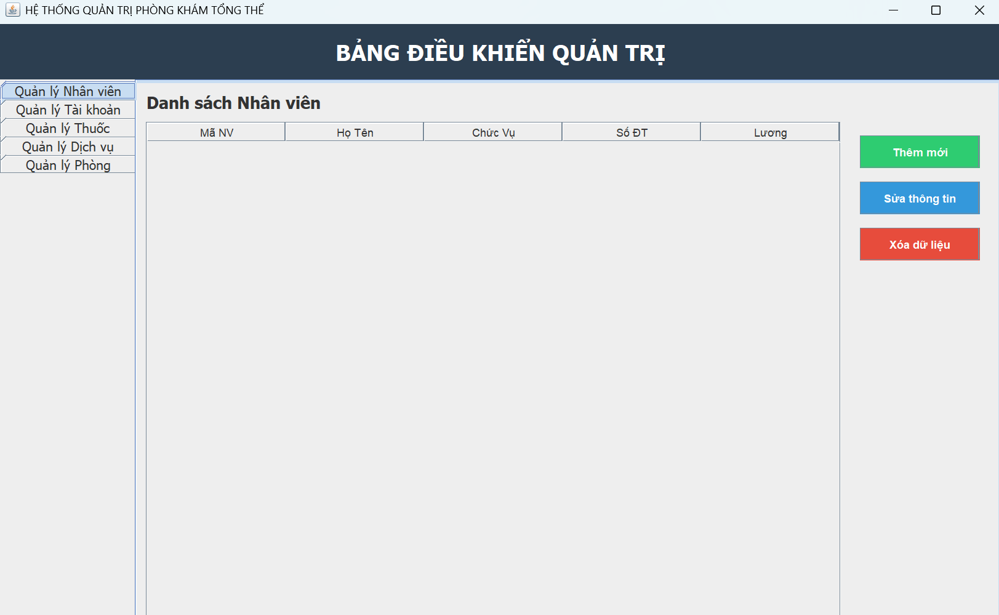 HỆ THỐNG QUẢN TRỊ PHÒNG KHÁM TỔNG THỂ
BẢNG ĐIỀU KHIỂN QUẢN TRỊ
Quản lý Nhân viên
Quản lý Tài khoản
Quản lý Thuốc
Quản lý Dịch vụ
Quản lý Phòng
Danh sách Nhân viên
Mã NV Họ Tên Chức Vụ Số ĐT Lương
Thêm mới
Sửa thông tin
Xóa dữ liệu